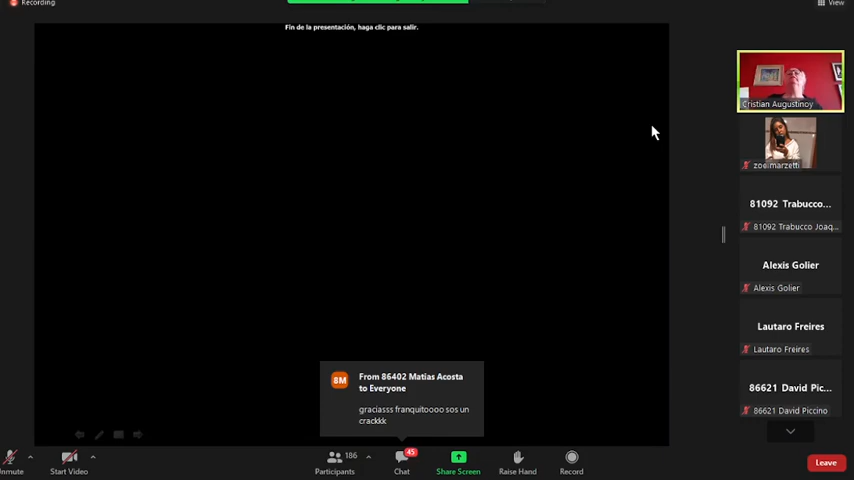 Recording
View
Fin de la presentación, haga clic para salir.
Cristian Augustinoy
zoe marzetti
81092 Trabucco...
81092 Trabucco Joaq...
Alexis Golier
Alexis Golier
Lautaro Freires
Lautaro Freires
86621 David Pic...
86621 David Piccino
8M
From 86402 Matias Acosta
to Everyone
graciasss franquitoooo sos un
crackkk
Unmute
Start Video
186
Participants
45
Chat
Share Screen
Raise Hand
Record
Leave